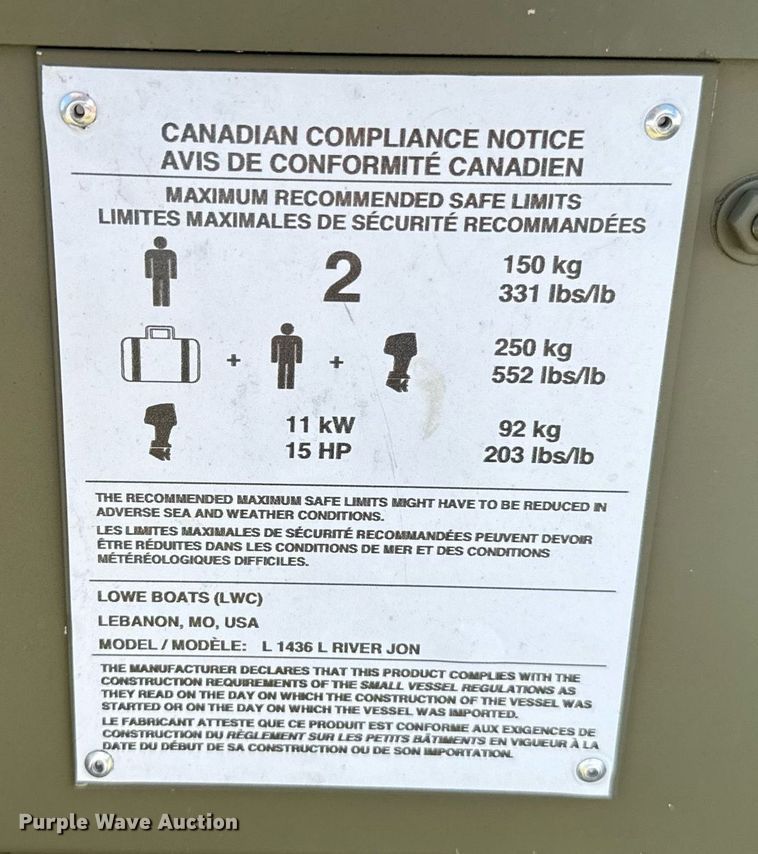 CANADIAN COMPLIANCE NOTICE
AVIS DE CONFORMITÉ CANADIEN
MAXIMUM RECOMMENDED SAFE LIMITS
LIMITES MAXIMALES DE SÉCURITÉ RECOMMANDÉES
2 150 kg
331 lbs/lb
+ + 250 kg
552 lbs/lb
11 kW 92 kg
15 HP 203 lbs/lb
THE RECOMMENDED MAXIMUM SAFE LIMITS MIGHT HAVE TO BE REDUCED IN
ADVERSE SEA AND WEATHER CONDITIONS.
LES LIMITES MAXIMALES DE SÉCURITÉ RECOMMANDÉES PEUVENT DEVOIR
ÊTRE RÉDUITES DANS LES CONDITIONS DE MER ET DES CONDITIONS
MÉTÉREOLOGIQUES DIFFICILES.
LOWE BOATS (LWC)
LEBANON, MO, USA
MODEL / MODÈLE: L 1436 L RIVER JON
THE MANUFACTURER DECLARES THAT THIS PRODUCT COMPLIES WITH THE
CONSTRUCTION REQUIREMENTS OF THE SMALL VESSEL REGULATIONS AS
THEY READ ON THE DAY ON WHICH THE CONSTRUCTION OF THE VESSEL WAS
STARTED OR ON THE DAY ON WHICH THE VESSEL WAS IMPORTED.
LE FABRICANT ATTESTE QUE CE PRODUIT EST CONFORME AUX EXIGENCES DE
CONSTRUCTION DU RÈGLEMENT SUR LES PETITS BÂTIMENTS EN VIGUEUR À LA
DATE DU DÉBUT DE SA CONSTRUCTION OU DE SON IMPORTATION.
Purple Wave Auction